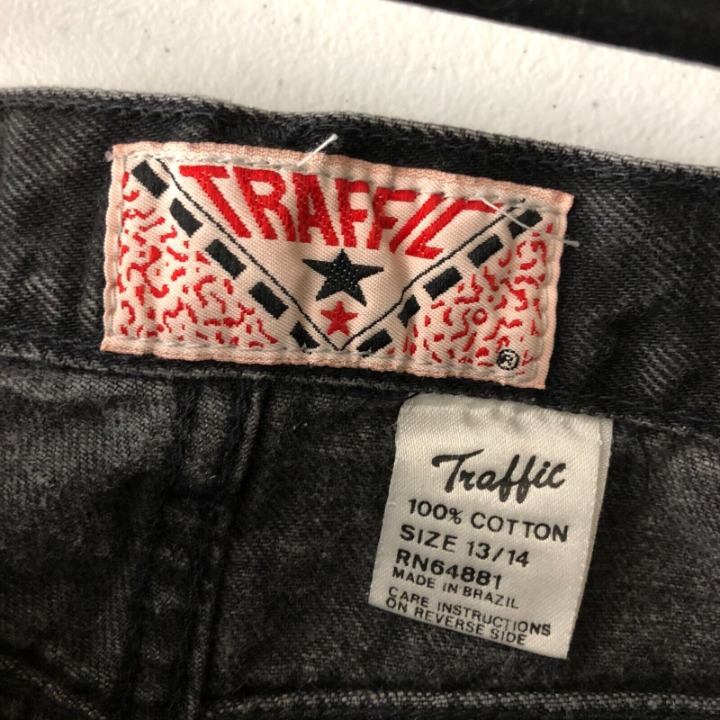 TRAFFIC
®
Traffic
100% COTTON
SIZE 13/14
RN64881
MADE IN BRAZIL
CARE INSTRUCTIONS
ON REVERSE SIDE